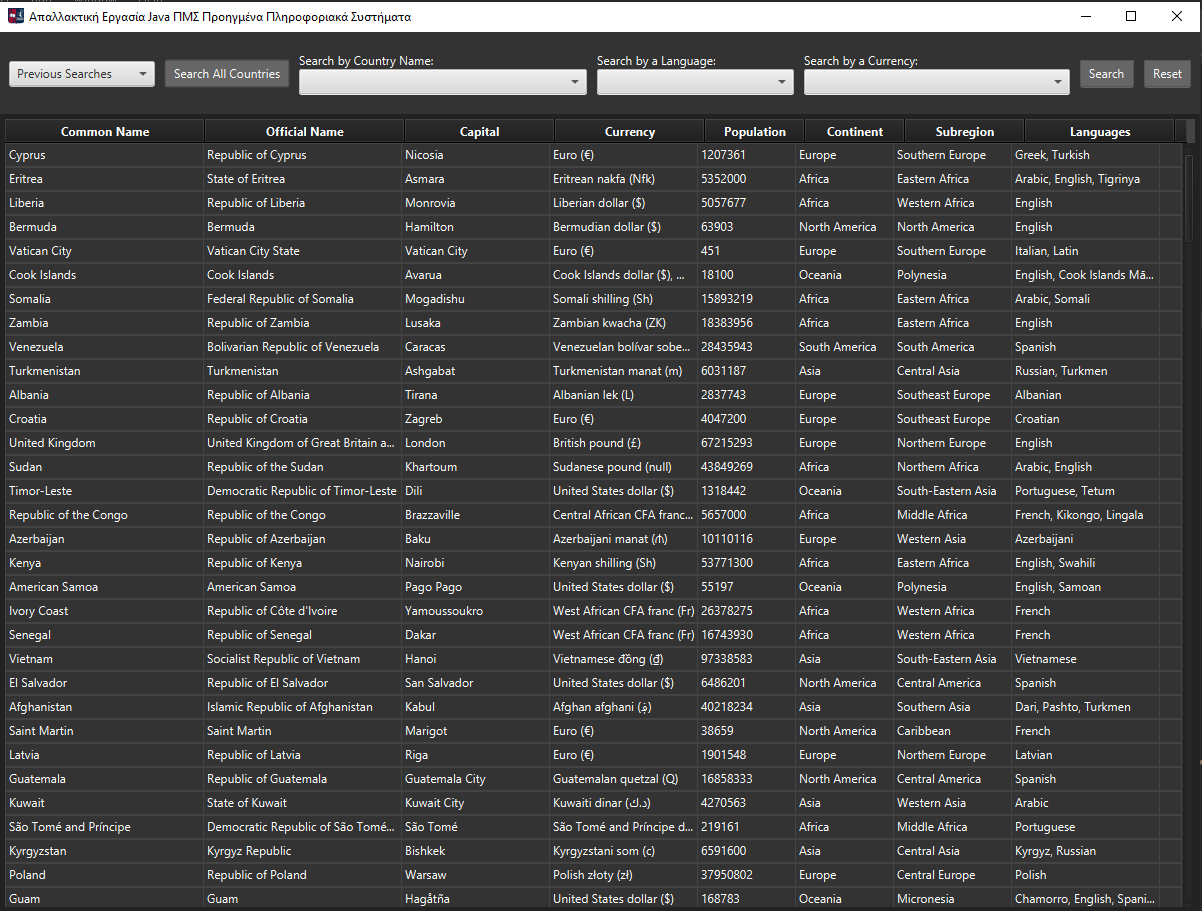 Απαλλακτική Εργασία Java ΠΜΣ Προηγμένα Πληροφοριακά Συστήματα
Search by Country Name: Search by a Language: Search by a Currency:
Previous Searches Search All Countries Search Reset
Common Name Official Name Capital Currency Population Continent Subregion Languages
Cyprus Republic of Cyprus Nicosia Euro (€) 1207361 Europe Southern Europe Greek, Turkish
Eritrea State of Eritrea Asmara Eritrean nakfa (Nfk) 5352000 Africa Eastern Africa Arabic, English, Tigrinya
Liberia Republic of Liberia Monrovia Liberian dollar ($) 5057677 Africa Western Africa English
Bermuda Bermuda Hamilton Bermudian dollar ($) 63903 North America North America English
Vatican City Vatican City State Vatican City Euro (€) 451 Europe Southern Europe Italian, Latin
Cook Islands Cook Islands Avarua Cook Islands dollar ($), ... 18100 Oceania Polynesia English, Cook Islands Mā...
Somalia Federal Republic of Somalia Mogadishu Somali shilling (Sh) 15893219 Africa Eastern Africa Arabic, Somali
Zambia Republic of Zambia Lusaka Zambian kwacha (ZK) 18383956 Africa Eastern Africa English
Venezuela Bolivarian Republic of Venezuela Caracas Venezuelan bolívar sobe... 28435943 South America South America Spanish
Turkmenistan Turkmenistan Ashgabat Turkmenistan manat (m) 6031187 Asia Central Asia Russian, Turkmen
Albania Republic of Albania Tirana Albanian lek (L) 2837743 Europe Southeast Europe Albanian
Croatia Republic of Croatia Zagreb Euro (€) 4047200 Europe Southeast Europe Croatian
United Kingdom United Kingdom of Great Britain a... London British pound (£) 67215293 Europe Northern Europe English
Sudan Republic of the Sudan Khartoum Sudanese pound (null) 43849269 Africa Northern Africa Arabic, English
Timor-Leste Democratic Republic of Timor-Leste Dili United States dollar ($) 1318442 Oceania South-Eastern Asia Portuguese, Tetum
Republic of the Congo Republic of the Congo Brazzaville Central African CFA franc... 5657000 Africa Middle Africa French, Kikongo, Lingala
Azerbaijan Republic of Azerbaijan Baku Azerbaijani manat (₼) 10110116 Europe Western Asia Azerbaijani
Kenya Republic of Kenya Nairobi Kenyan shilling (Sh) 53771300 Africa Eastern Africa English, Swahili
American Samoa American Samoa Pago Pago United States dollar ($) 55197 Oceania Polynesia English, Samoan
Ivory Coast Republic of Côte d'Ivoire Yamoussoukro West African CFA franc (Fr) 26378275 Africa Western Africa French
Senegal Republic of Senegal Dakar West African CFA franc (Fr) 16743930 Africa Western Africa French
Vietnam Socialist Republic of Vietnam Hanoi Vietnamese đồng (₫) 97338583 Asia South-Eastern Asia Vietnamese
El Salvador Republic of El Salvador San Salvador United States dollar ($) 6486201 North America Central America Spanish
Afghanistan Islamic Republic of Afghanistan Kabul Afghan afghani (؋) 40218234 Asia Southern Asia Dari, Pashto, Turkmen
Saint Martin Saint Martin Marigot Euro (€) 38659 North America Caribbean French
Latvia Republic of Latvia Riga Euro (€) 1901548 Europe Northern Europe Latvian
Guatemala Republic of Guatemala Guatemala City Guatemalan quetzal (Q) 16858333 North America Central America Spanish
Kuwait State of Kuwait Kuwait City Kuwaiti dinar (د.ك) 4270563 Asia Western Asia Arabic
São Tomé and Príncipe Democratic Republic of São Tomé... São Tomé São Tomé and Príncipe d... 219161 Africa Middle Africa Portuguese
Kyrgyzstan Kyrgyz Republic Bishkek Kyrgyzstani som (с) 6591600 Asia Central Asia Kyrgyz, Russian
Poland Republic of Poland Warsaw Polish złoty (zł) 37950802 Europe Central Europe Polish
Guam Guam Hagåtña United States dollar ($) 168783 Oceania Micronesia Chamorro, English, Spani...